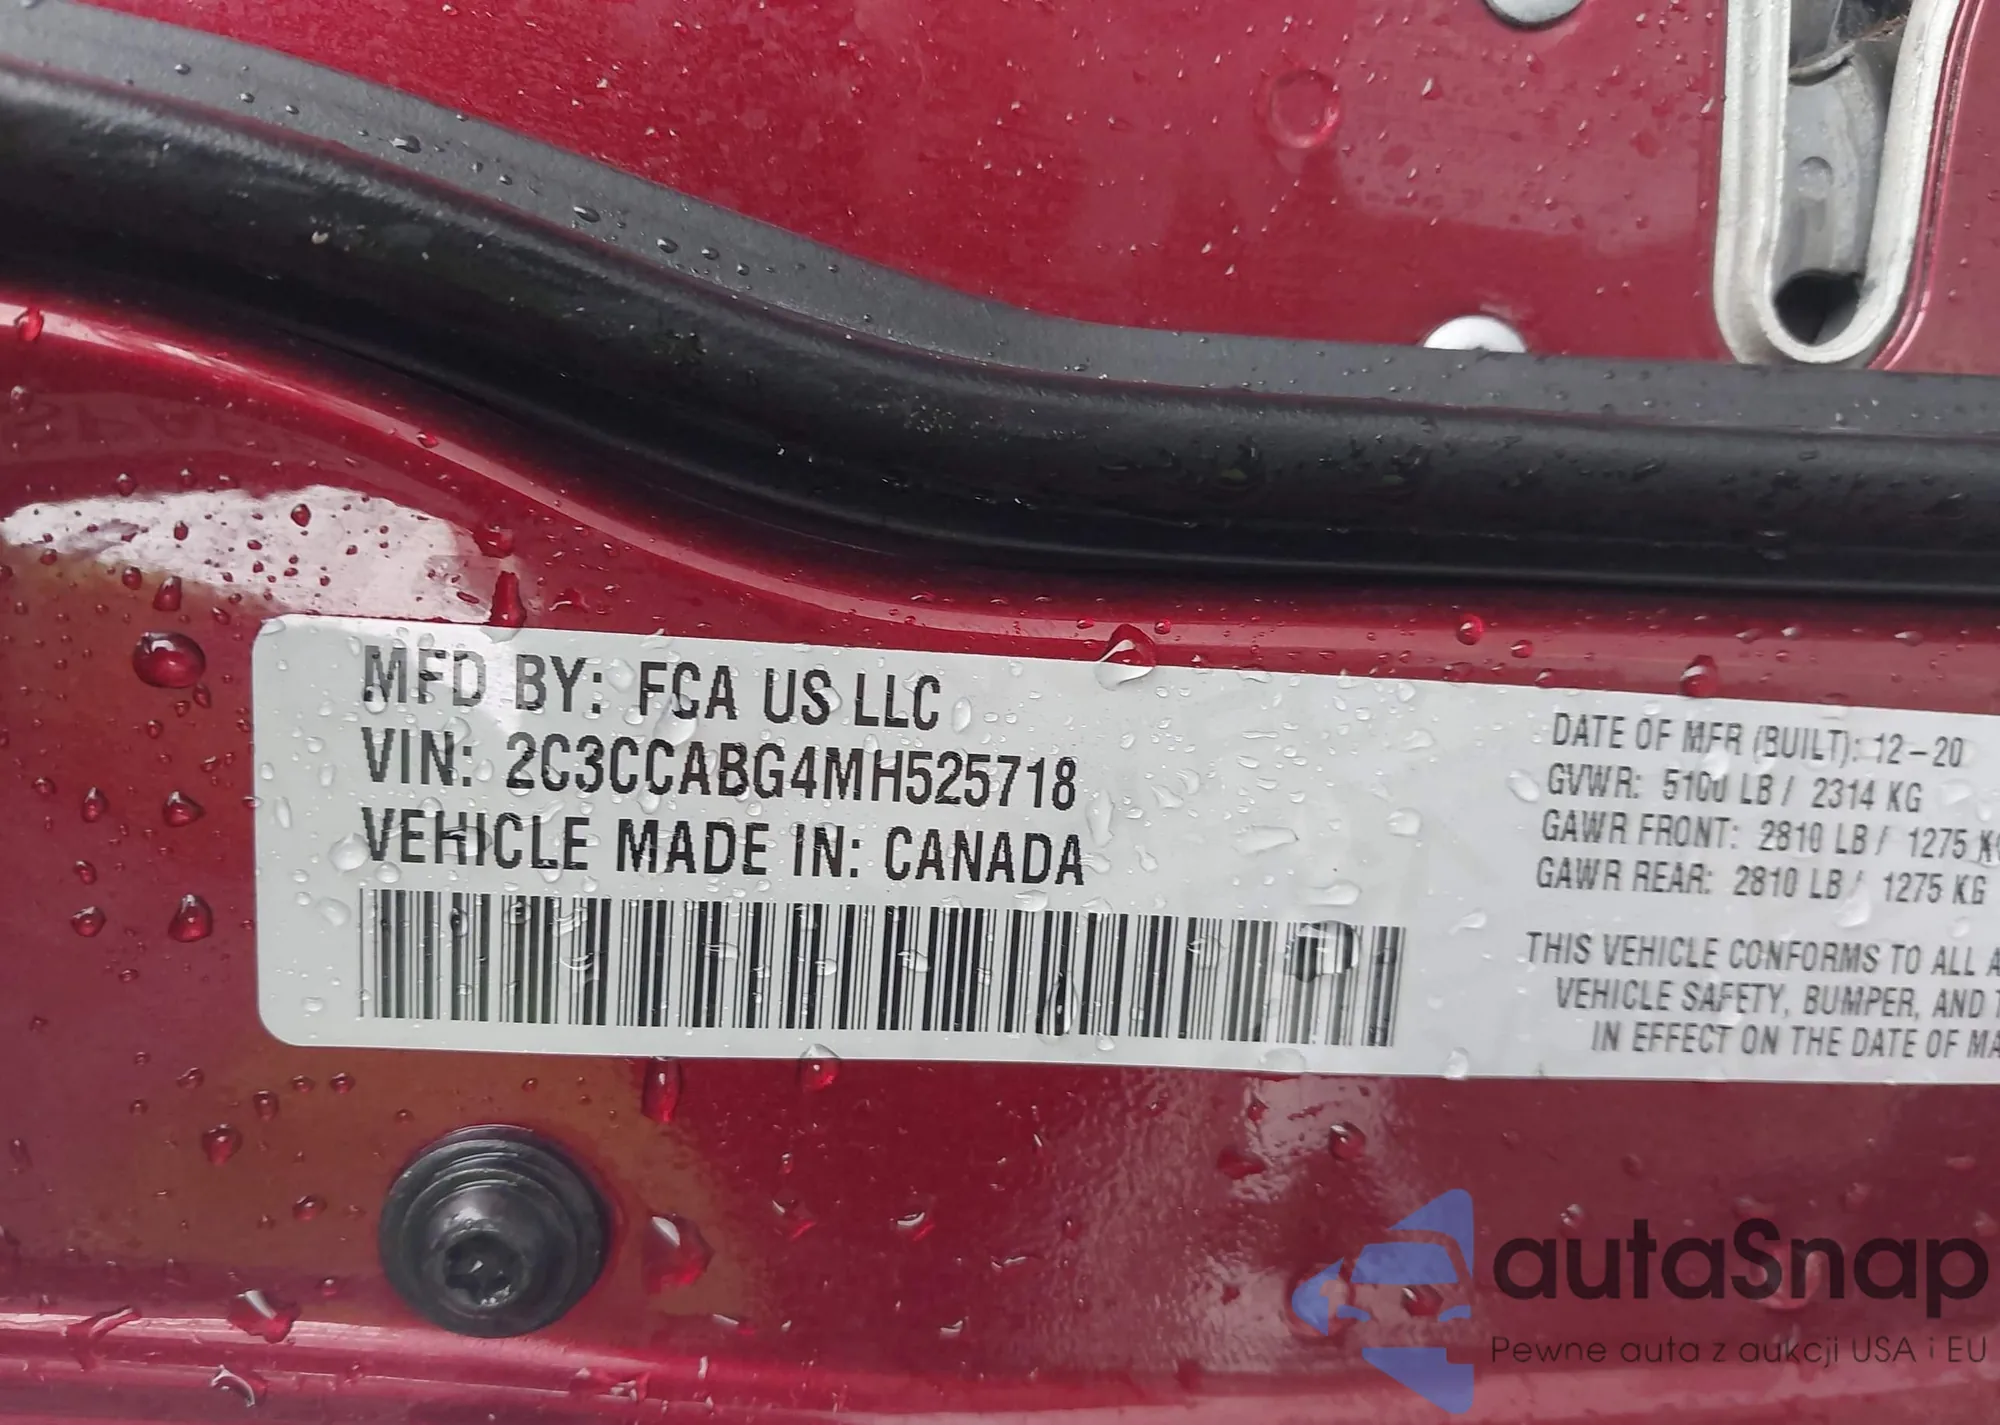 MFD BY: FCA US LLC
VIN: 2C3CCABG4MH525718
VEHICLE MADE IN: CANADA
DATE OF MFR (BUILT): 12-20
GVWR: 5100 LB / 2314 KG
GAWR FRONT: 2810 LB / 1275 KG
GAWR REAR: 2810 LB / 1275 KG
THIS VEHICLE CONFORMS TO ALL A
VEHICLE SAFETY, BUMPER, AND T
IN EFFECT ON THE DATE OF MA
autaSnap
Pewne auta z aukcji USA i EU